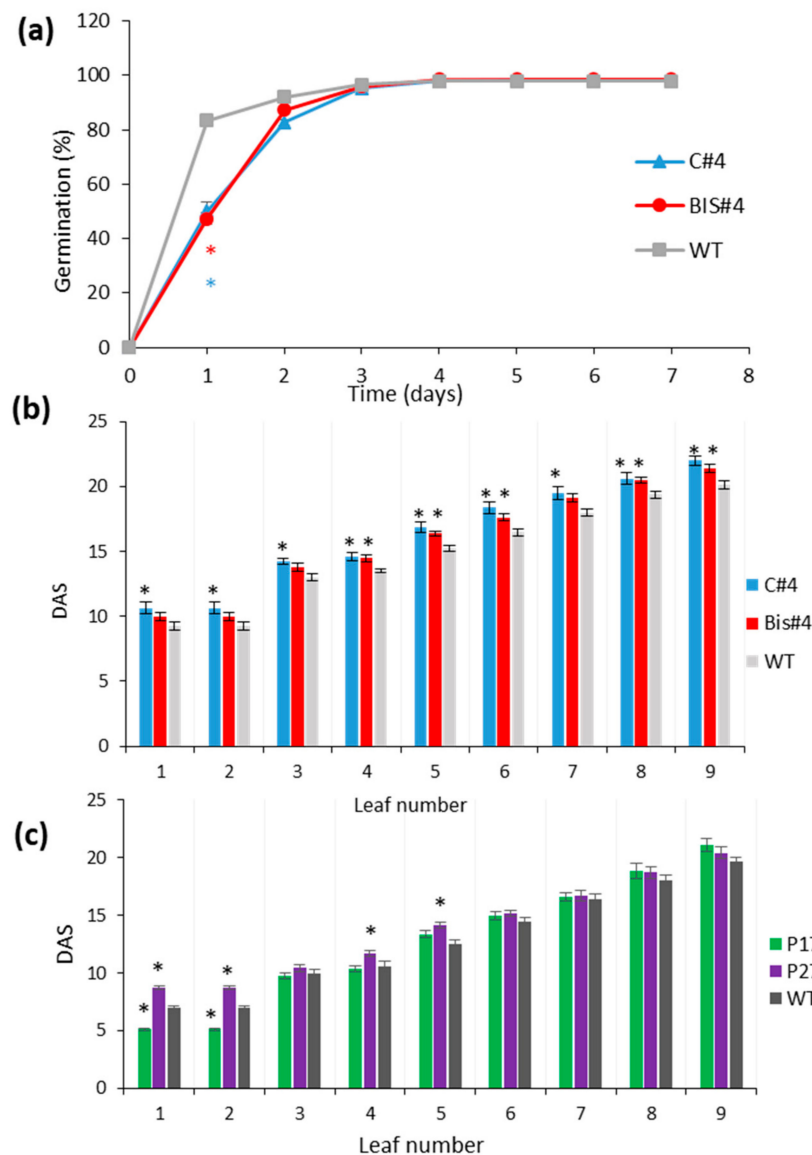 (a)
120
100
80
60
40
20
0
Germination (%)
C#4
BIS#4
WT
*
*
0 1 2 3 4 5 6 7 8
Time (days)
(b)
25
20
15
10
5
0
DAS
* * * * * * * * * * * * * *
C#4
Bis#4
WT
1 2 3 4 5 6 7 8 9
Leaf number
(c)
25
20
15
10
5
0
DAS
* * * * * *
P17
P27
WT
1 2 3 4 5 6 7 8 9
Leaf number